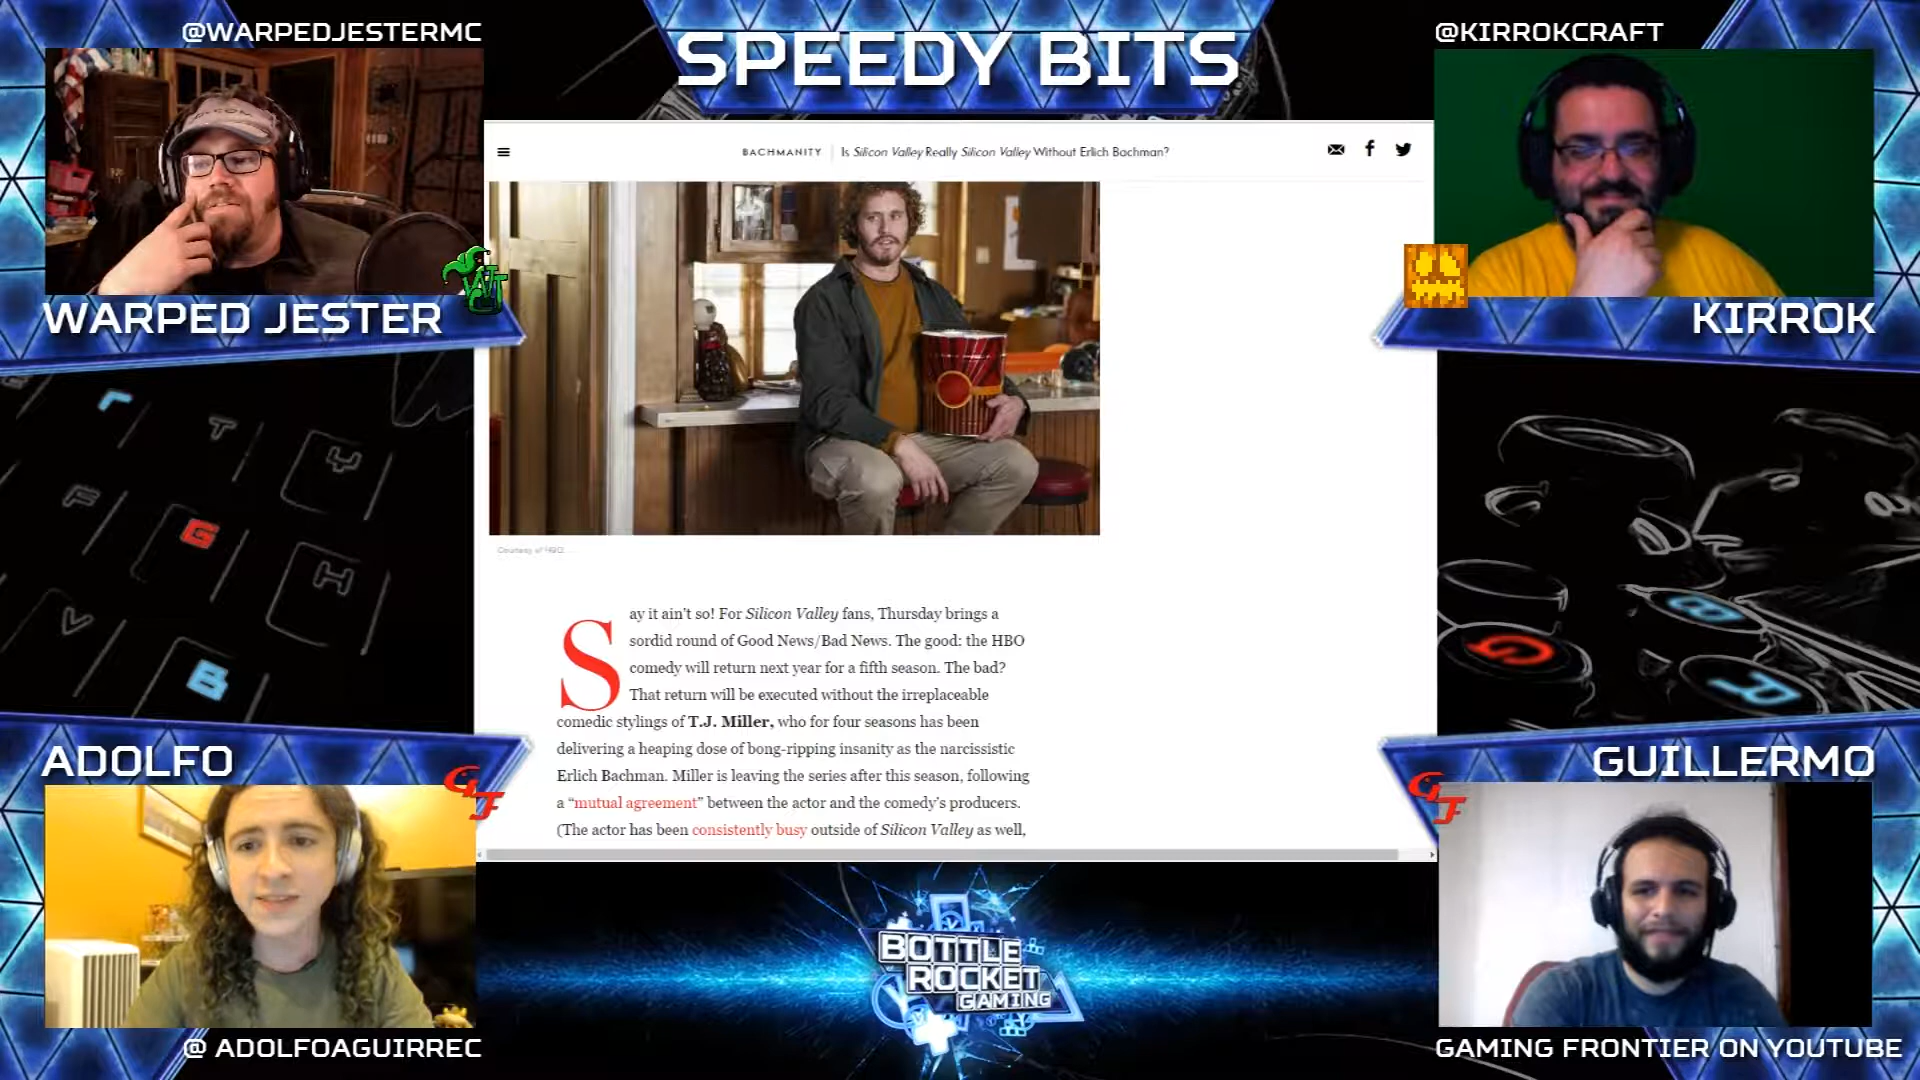 @WARPEDJESTERMC
SPEEDY BITS
@KIRROKCRAFT
BACHMANITY | Is Silicon Valley Really Silicon Valley Without Erlich Bachman?
WARPED JESTER
KIRROK
Courtesy of HBO.
Say it ain't so! For Silicon Valley fans, Thursday brings a
sordid round of Good News/Bad News. The good: the HBO
comedy will return next year for a fifth season. The bad?
That return will be executed without the irreplaceable
comedic stylings of T.J. Miller, who for four seasons has been
delivering a heaping dose of bong-ripping insanity as the narcissistic
Erlich Bachman. Miller is leaving the series after this season, following
a “mutual agreement” between the actor and the comedy’s producers.
(The actor has been consistently busy outside of Silicon Valley as well,
T
Y
F
G
H
V
B
G
B
R
ADOLFO
GUILLERMO
BOTTLE
ROCKET
GAMING
@ ADOLFOAGUIRREC
GAMING FRONTIER ON YOUTUBE